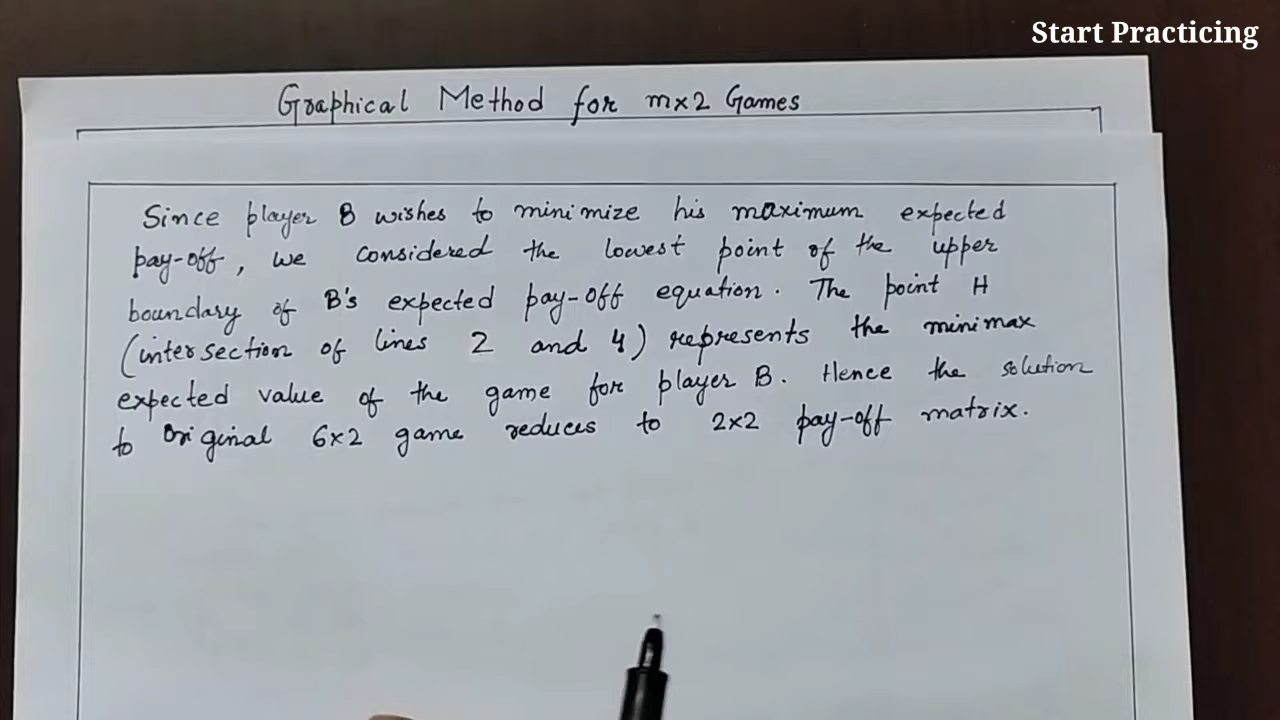 Start Practicing
Graphical Method for m×2 Games
Since player B wishes to minimize his maximum expected
pay-off, we considered the lowest point of the upper
boundary of B's expected pay-off equation. The point H
(intersection of lines 2 and 4) represents the minimax
expected value of the game for player B. Hence the solution
to original 6×2 game reduces to 2×2 pay-off matrix.